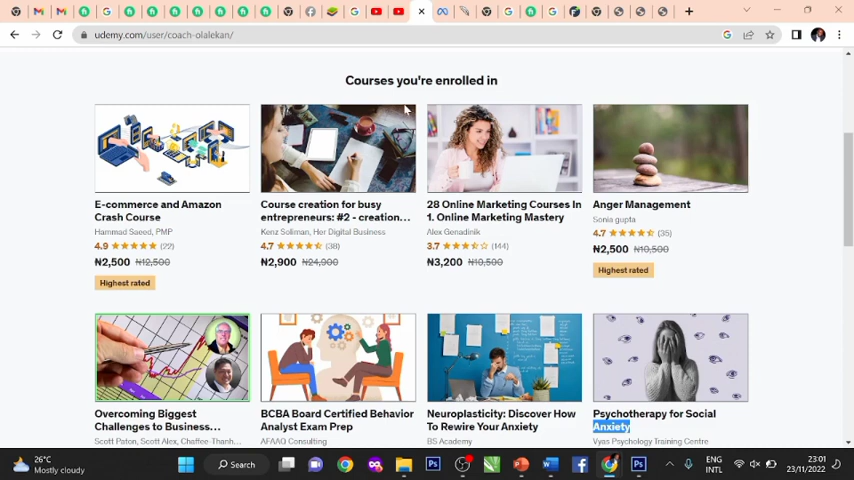 udemy.com/user/coach-olalekan/
Courses you're enrolled in
E-commerce and Amazon
Crash Course
Hammad Saeed, PMP
4.9 (22)
₦2,500 ₦12,500
Highest rated
Course creation for busy
entrepreneurs: #2 - creation...
Kenz Soliman, Her Digital Business
4.7 (38)
₦2,900 ₦24,900
28 Online Marketing Courses In
1. Online Marketing Mastery
Alex Genadinik
3.7 (144)
₦3,200 ₦10,500
Anger Management
Sonia gupta
4.7 (35)
₦2,500 ₦10,500
Highest rated
Overcoming Biggest
Challenges to Business...
Scott Paton, Scott Alex, Chaffee-Thanh...
BCBA Board Certified Behavior
Analyst Exam Prep
AFAAQ Consulting
Neuroplasticity: Discover How
To Rewire Your Anxiety
BS Academy
Psychotherapy for Social
Anxiety
Vyas Psychology Training Centre
26°C
Mostly cloudy
Search
ENG
INTL
23:01
23/11/2022